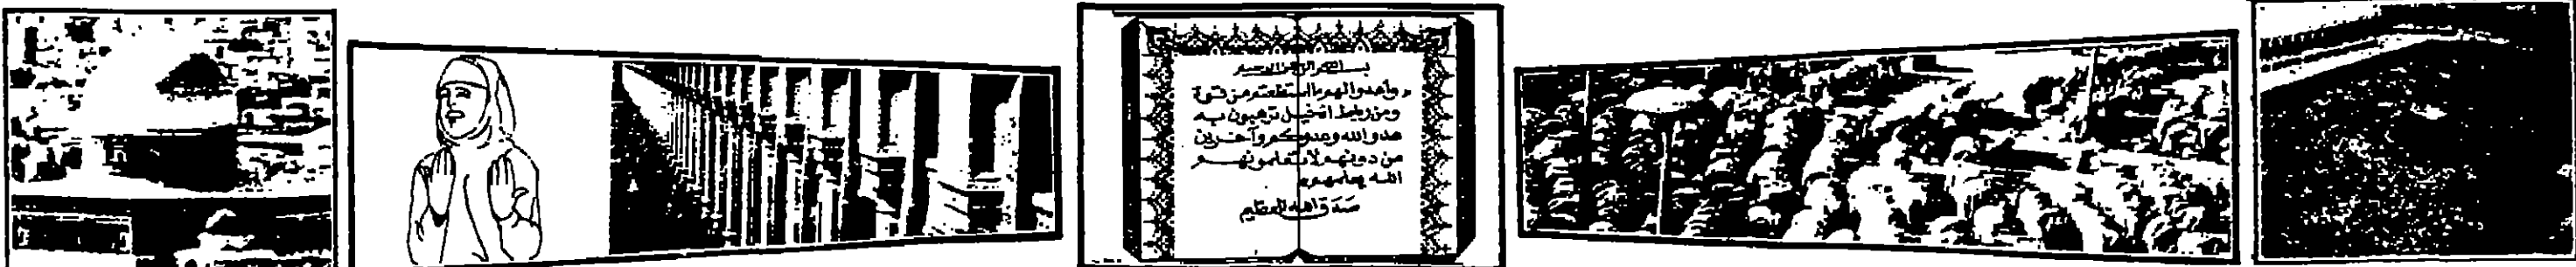 بسم الله الرحمن الرحيم
وأعدوا لهم ما استطعتم من قوة
ومن رباط الخيل ترهبون به
عدو الله وعدوكم وآخرين
من دونهم لا تعلمونهم
الله يعلمهم
صدق الله العظيم